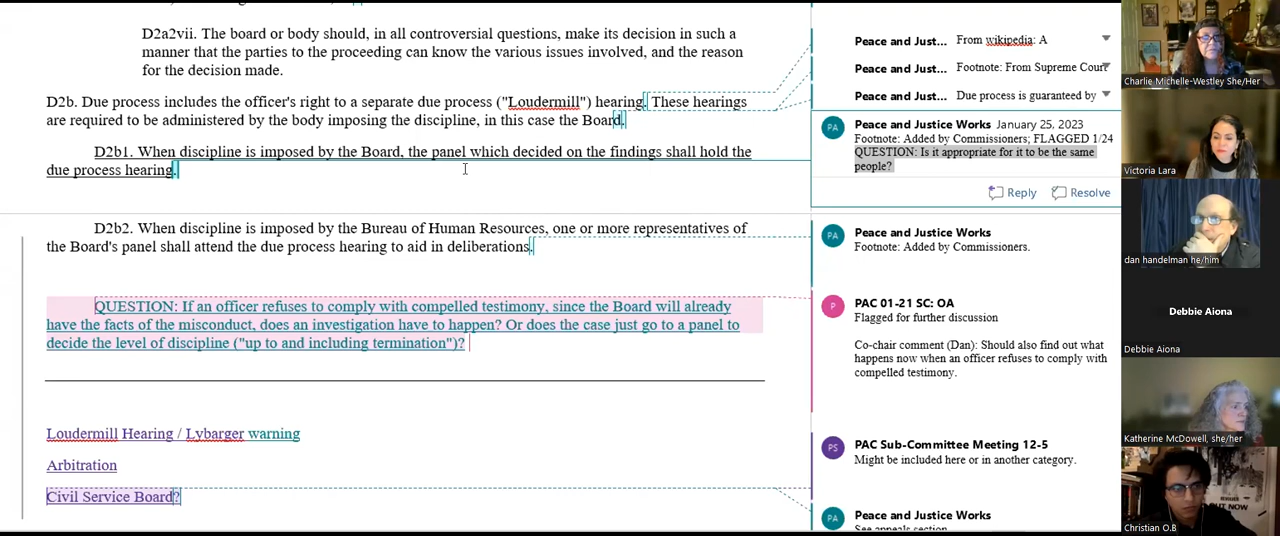 D2a2vii. The board or body should, in all controversial questions, make its decision in such a
manner that the parties to the proceeding can know the various issues involved, and the reason
for the decision made.
D2b. Due process includes the officer's right to a separate due process ("Loudermill") hearing. These hearings
are required to be administered by the body imposing the discipline, in this case the Board.
D2b1. When discipline is imposed by the Board, the panel which decided on the findings shall hold the
due process hearing.
D2b2. When discipline is imposed by the Bureau of Human Resources, one or more representatives of
the Board's panel shall attend the due process hearing to aid in deliberations.
QUESTION: If an officer refuses to comply with compelled testimony, since the Board will already
have the facts of the misconduct, does an investigation have to happen? Or does the case just go to a panel to
decide the level of discipline ("up to and including termination")?
Loudermill Hearing / Lybarger warning
Arbitration
Civil Service Board?
Peace and Just... From wikipedia: A
Peace and Just... Footnote: From Supreme Court
Peace and Just... Due process is guaranteed by
PA Peace and Justice Works January 25, 2023
Footnote: Added by Commissioners; FLAGGED 1/24
QUESTION: Is it appropriate for it to be the same
people?
Reply Resolve
PA Peace and Justice Works
Footnote: Added by Commissioners.
P PAC 01-21 SC: OA
Flagged for further discussion
Co-chair comment (Dan): Should also find out what
happens now when an officer refuses to comply with
compelled testimony.
PS PAC Sub-Committee Meeting 12-5
Might be included here or in another category.
PA Peace and Justice Works
See appeals section
Charlie Michelle-Westley She/Her
Victoria Lara
dan handelman he/him
Debbie Aiona
Debbie Aiona
Katherine McDowell, she/her
Christian O.B